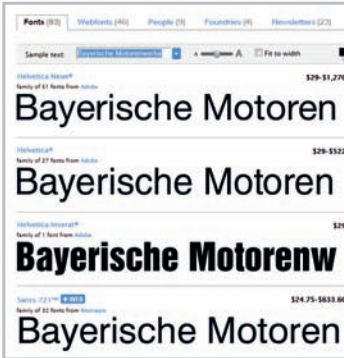 Fonts (83) Webfonts (46) People (9) Foundries (4) Newsletters (23)
Sample text: Bayerische Motorenwerke A A Fit to width
Helvetica Neue® $29-$1,270
family of 51 fonts from Adobe
Bayerische Motoren
Helvetica® $29-$522
family of 27 fonts from Adobe
Bayerische Motoren
Helvetica Inserat® $29
family of 1 font from Adobe
Bayerische Motorenw
Swiss 721™ + WEB $24.75-$633.60
family of 32 fonts from Bitstream
Bayerische Motoren